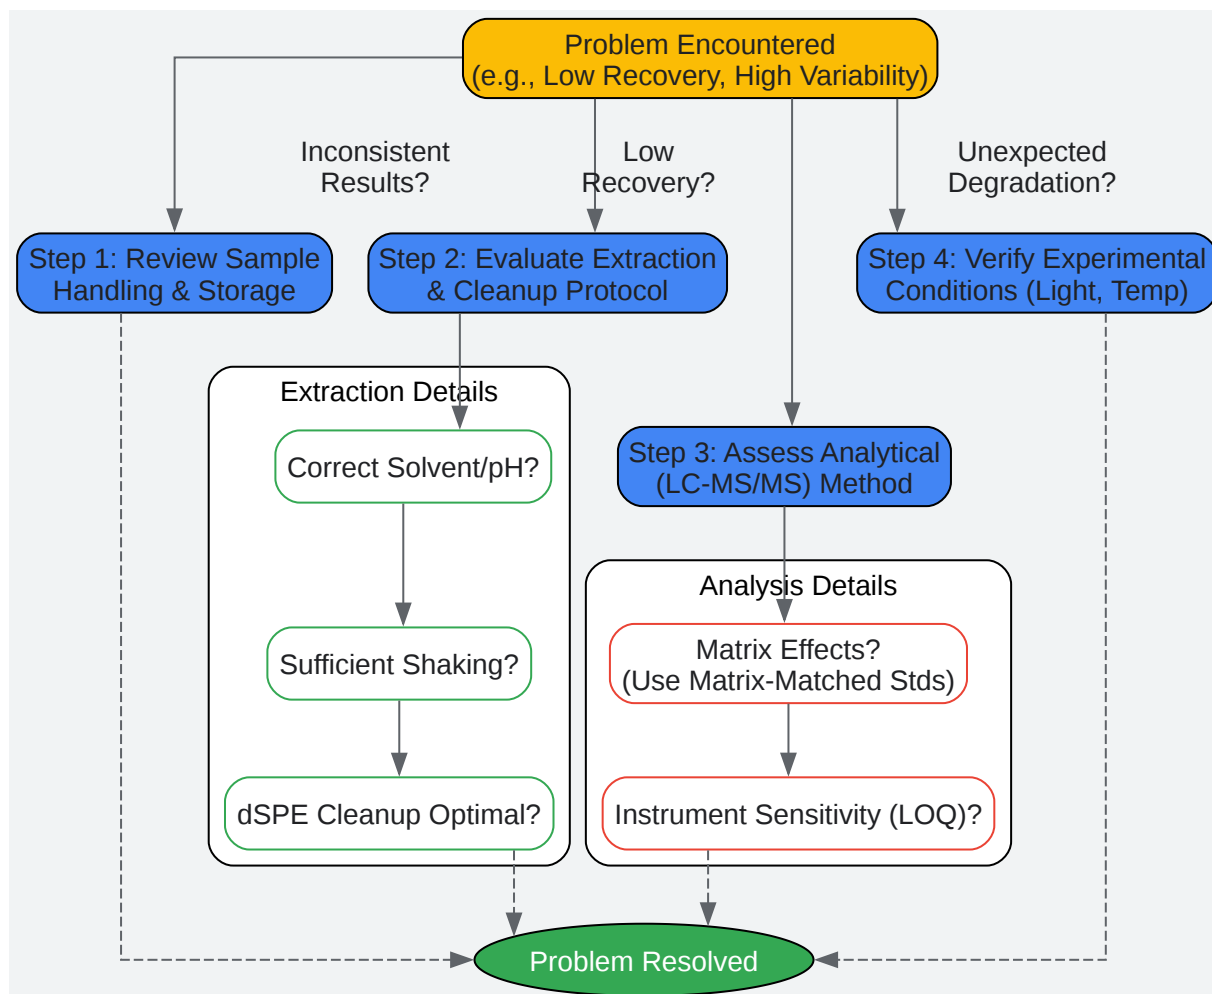 Problem Encountered
(e.g., Low Recovery, High Variability)
Inconsistent
Results?
Low
Recovery?
Unexpected
Degradation?
Step 1: Review Sample
Handling & Storage
Step 2: Evaluate Extraction
& Cleanup Protocol
Step 4: Verify Experimental
Conditions (Light, Temp)
Extraction Details
Correct Solvent/pH?
Sufficient Shaking?
dSPE Cleanup Optimal?
Step 3: Assess Analytical
(LC-MS/MS) Method
Analysis Details
Matrix Effects?
(Use Matrix-Matched Stds)
Instrument Sensitivity (LOQ)?
Problem Resolved